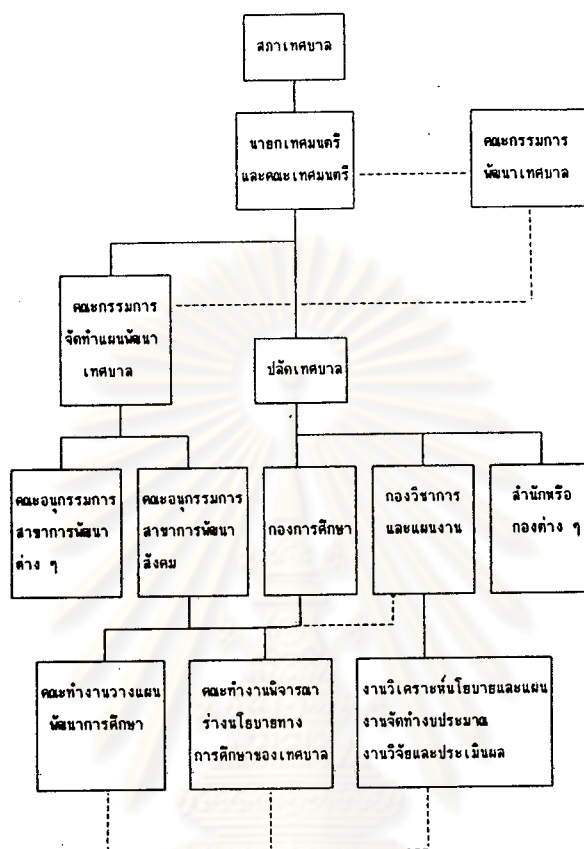 สภาเทศบาล
นายกเทศมนตรี
และคณะเทศมนตรี
คณะกรรมการ
พัฒนาเทศบาล
คณะกรรมการ
จัดทำแผนพัฒนา
เทศบาล
ปลัดเทศบาล
คณะอนุกรรมการ
สาขาการพัฒนา
ต่าง ๆ
คณะอนุกรรมการ
สาขาการพัฒนา
สังคม
กองการศึกษา
กองวิชาการ
และแผนงาน
สำนักหรือ
กองต่าง ๆ
คณะทำงานวางแผน
พัฒนาการศึกษา
คณะทำงานพิจารณา
ร่างนโยบายทาง
การศึกษาของเทศบาล
งานวิเคราะห์นโยบายและแผน
งานจัดทำงบประมาณ
งานวิจัยและประเมินผล